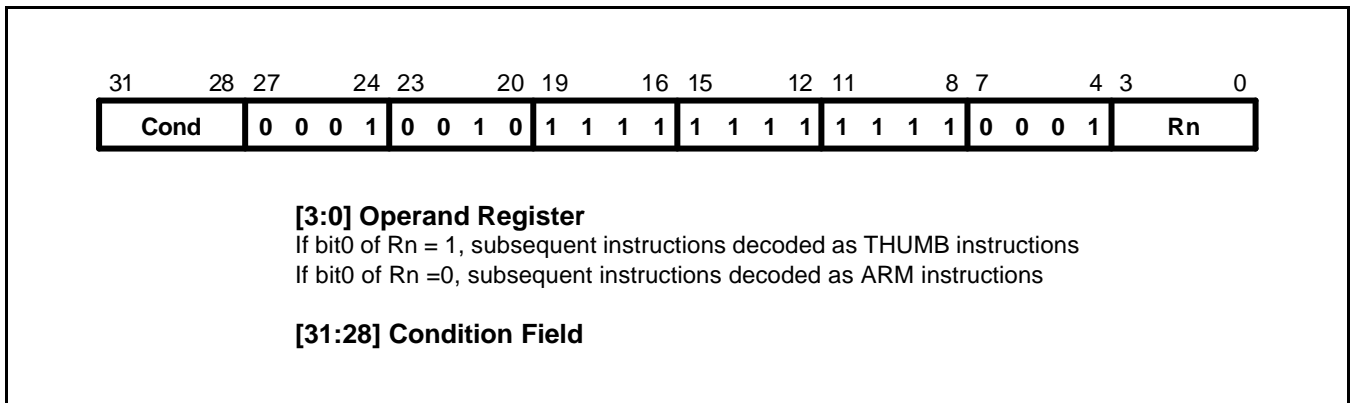 31 28 27 24 23 20 19 16 15 12 11 8 7 4 3 0
Cond 0 0 0 1 0 0 1 0 1 1 1 1 1 1 1 1 1 1 1 1 0 0 0 1 Rn
[3:0] Operand Register
If bit0 of Rn = 1, subsequent instructions decoded as THUMB instructions
If bit0 of Rn =0, subsequent instructions decoded as ARM instructions
[31:28] Condition Field